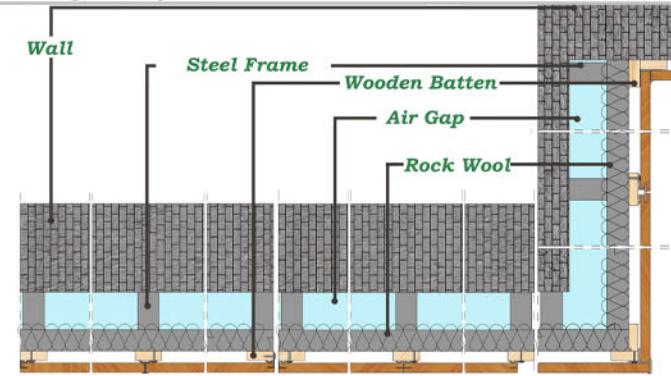 Wall
Steel Frame
Wooden Batten
Air Gap
Rock Wool